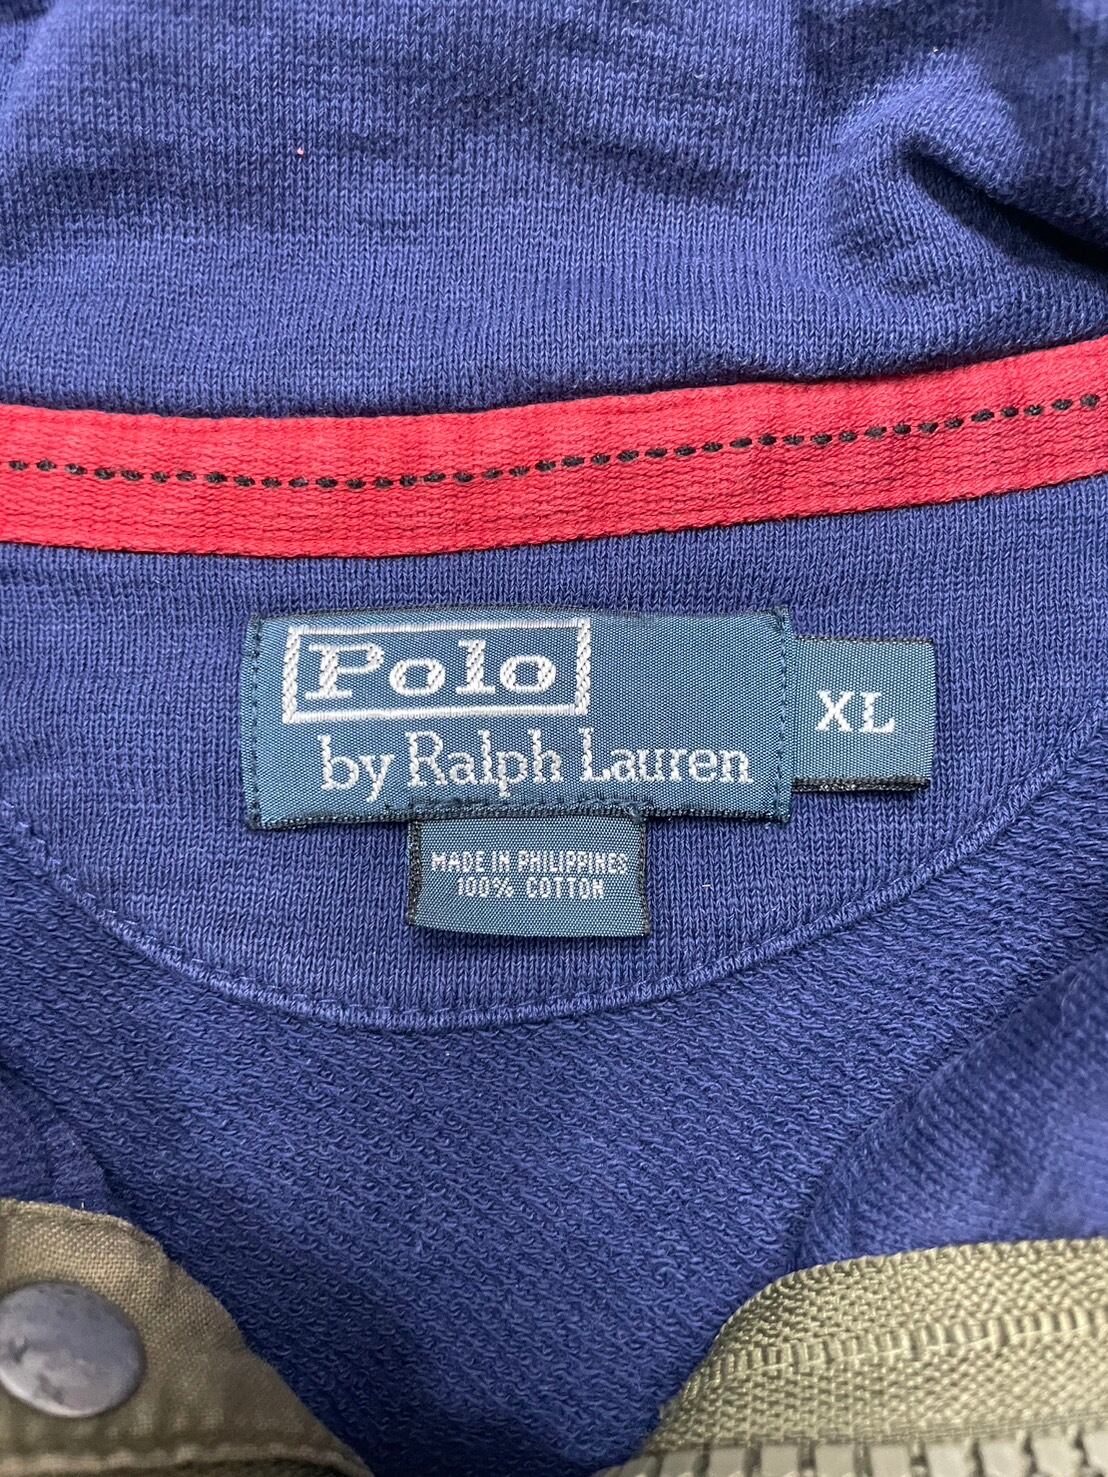 Polo
by Ralph Lauren
XL
MADE IN PHILIPPINES
100% COTTON